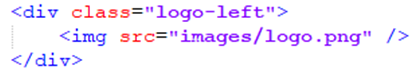 <div class="logo-left">
    <img src="images/logo.png" />
</div>